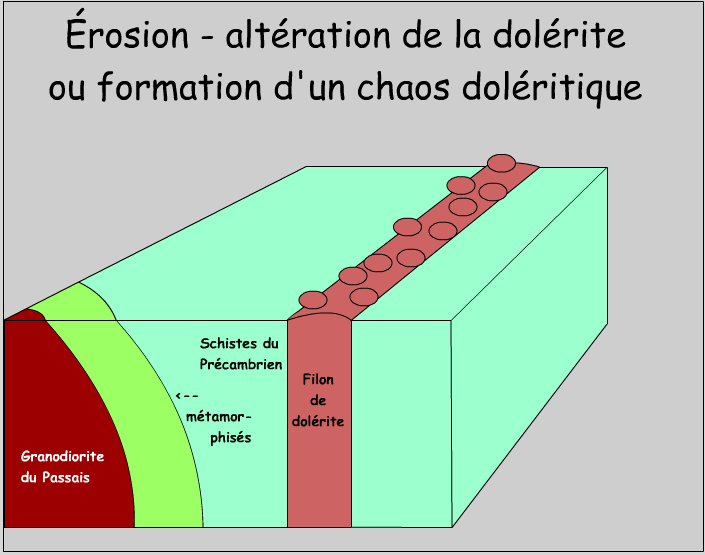 Érosion - altération de la dolérite
ou formation d'un chaos doléritique
Schistes du
Précambrien
<--
métamor-
phisés
Filon
de
dolérite
Granodiorite
du Passais